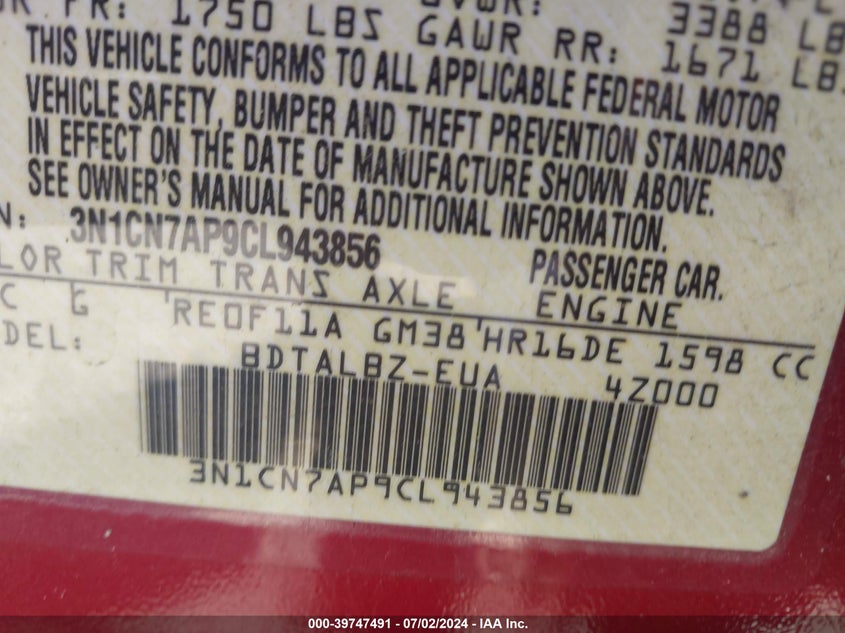 FR: 1750 LBS GAWR RR: 1671 LB
GVWR: 3388 LB
THIS VEHICLE CONFORMS TO ALL APPLICABLE FEDERAL MOTOR
VEHICLE SAFETY, BUMPER AND THEFT PREVENTION STANDARDS
IN EFFECT ON THE DATE OF MANUFACTURE SHOWN ABOVE.
SEE OWNER'S MANUAL FOR ADDITIONAL INFORMATION.
N: 3N1CN7AP9CL943856 PASSENGER CAR.
LOR TRIM TRANS AXLE ENGINE
C G RE0F11A GM38 HR16DE 1598 CC
DEL: BDTALBZ-EUA 4Z000
3N1CN7AP9CL943856
000-39747491 - 07/02/2024 - IAA Inc.